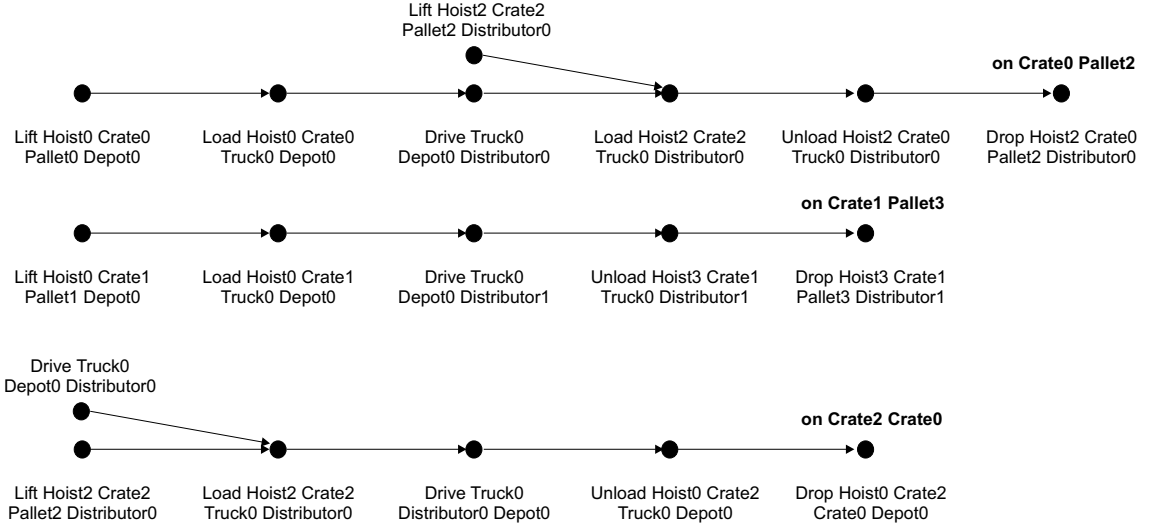 Lift Hoist2 Crate2
Pallet2 Distributor0
on Crate0 Pallet2
Lift Hoist0 Crate0
Pallet0 Depot0
Load Hoist0 Crate0
Truck0 Depot0
Drive Truck0
Depot0 Distributor0
Load Hoist2 Crate2
Truck0 Distributor0
Unload Hoist2 Crate0
Truck0 Distributor0
Drop Hoist2 Crate0
Pallet2 Distributor0
on Crate1 Pallet3
Lift Hoist0 Crate1
Pallet1 Depot0
Load Hoist0 Crate1
Truck0 Depot0
Drive Truck0
Depot0 Distributor1
Unload Hoist3 Crate1
Truck0 Distributor1
Drop Hoist3 Crate1
Pallet3 Distributor1
Drive Truck0
Depot0 Distributor0
on Crate2 Crate0
Lift Hoist2 Crate2
Pallet2 Distributor0
Load Hoist2 Crate2
Truck0 Distributor0
Drive Truck0
Distributor0 Depot0
Unload Hoist0 Crate2
Truck0 Depot0
Drop Hoist0 Crate2
Crate0 Depot0